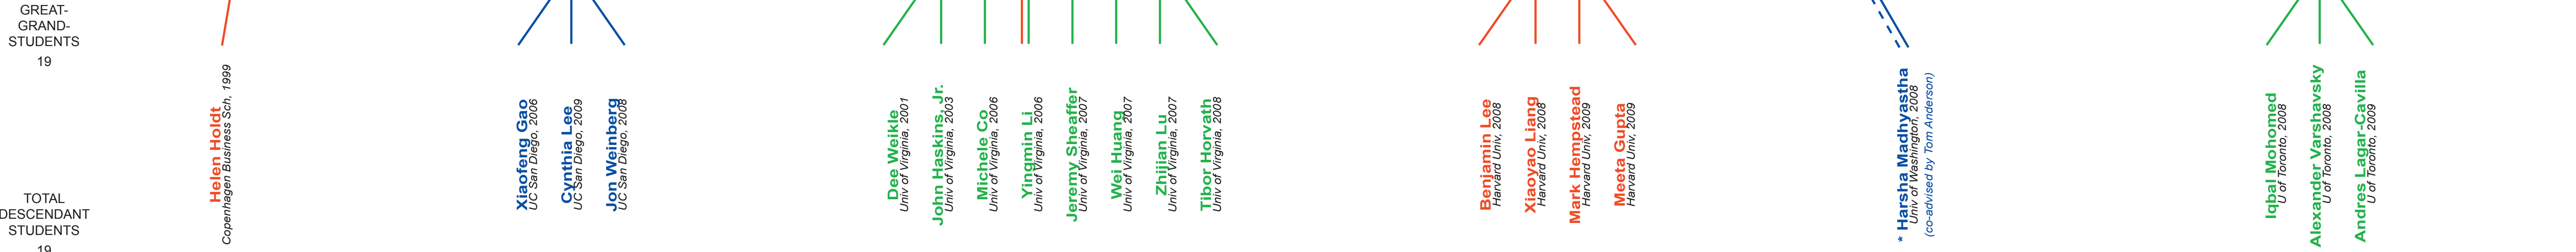 GREAT-
GRAND-
STUDENTS
19
Helen Holdt
Copenhagen Business Sch, 1999
Xiaofeng Gao
UC San Diego, 2006
Cynthia Lee
UC San Diego, 2009
Jon Weinberg
UC San Diego, 2008
Dee Weikle
Univ of Virginia, 2001
John Haskins, Jr.
Univ of Virginia, 2003
Michele Co
Univ of Virginia, 2006
Yingmin Li
Univ of Virginia, 2006
Jeremy Sheaffer
Univ of Virginia, 2007
Wei Huang
Univ of Virginia, 2007
Zhijian Lu
Univ of Virginia, 2007
Tibor Horvath
Univ of Virginia, 2008
Benjamin Lee
Harvard Univ, 2008
Xiaoyao Liang
Harvard Univ, 2008
Mark Hempstead
Harvard Univ, 2009
Meeta Gupta
Harvard Univ, 2009
* Harsha Madhyastha
Univ of Washington, 2008
(co-advised by Tom Anderson)
Iqbal Mohomed
U of Toronto, 2008
Alexander Varshavsky
U of Toronto, 2008
Andres Lagar-Cavilla
U of Toronto, 2009
TOTAL
DESCENDANT
STUDENTS
19